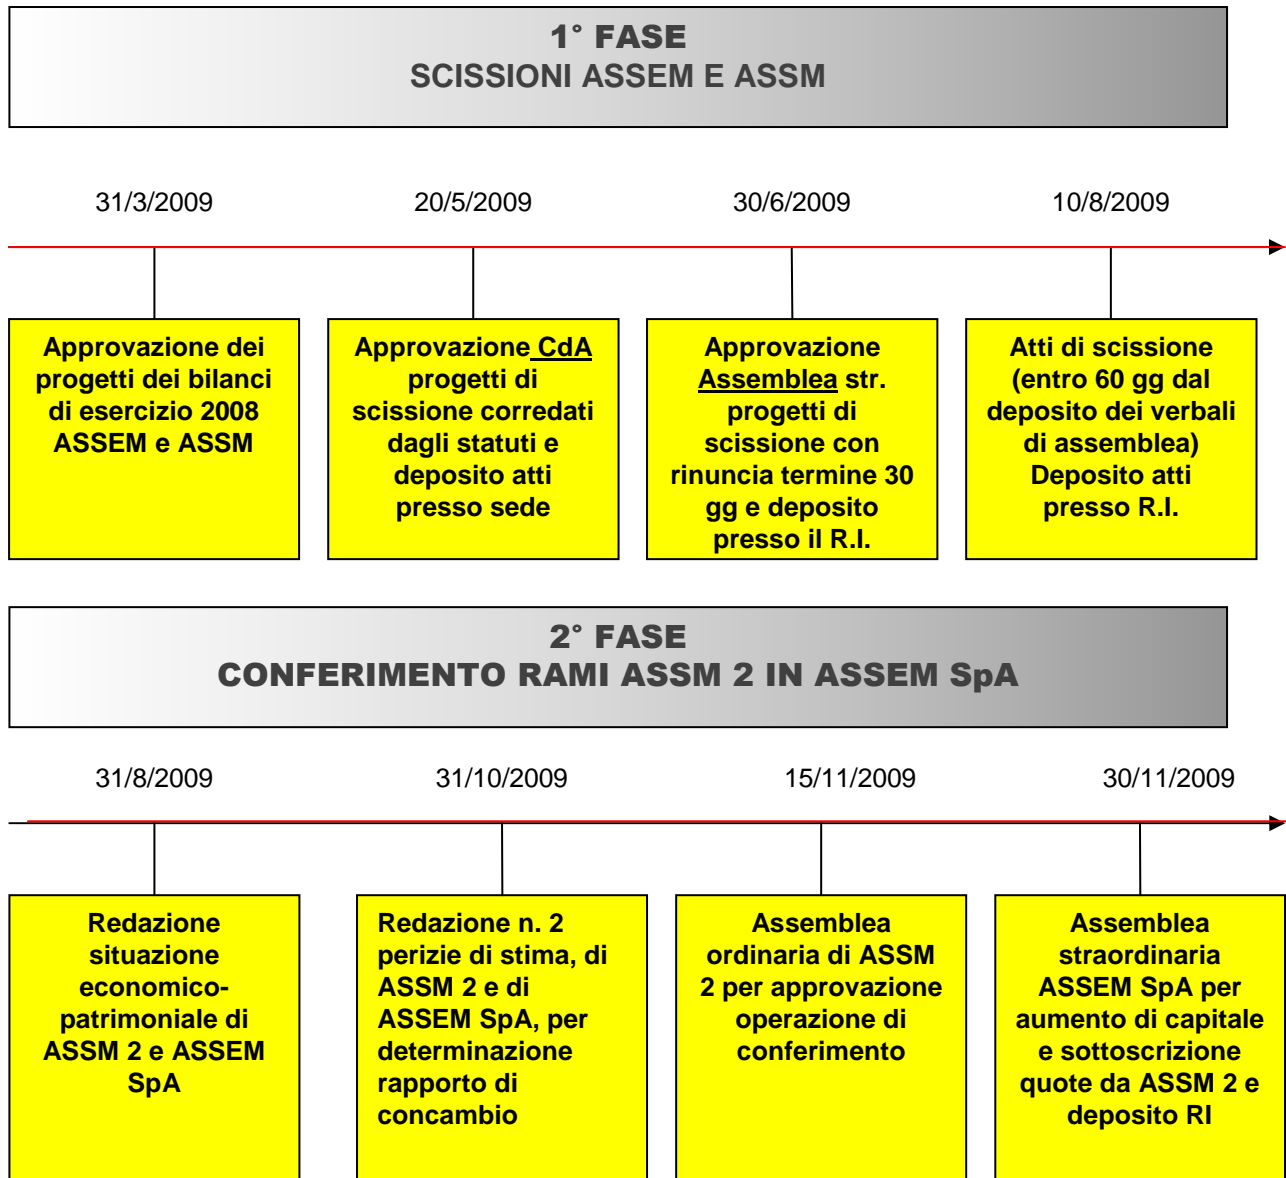 1° FASE
SCISSIONI ASSEM E ASSM
31/3/2009
20/5/2009
30/6/2009
10/8/2009
Approvazione dei
progetti dei bilanci
di esercizio 2008
ASSEM e ASSM
Approvazione CdA
progetti di
scissione corredati
dagli statuti e
deposito atti
presso sede
Approvazione
Assemblea str.
progetti di
scissione con
rinuncia termine 30
gg e deposito
presso il R.I.
Atti di scissione
(entro 60 gg dal
deposito dei verbali
di assemblea)
Deposito atti
presso R.I.
2° FASE
CONFERIMENTO RAMI ASSM 2 IN ASSEM SpA
31/8/2009
31/10/2009
15/11/2009
30/11/2009
Redazione
situazione
economico-
patrimoniale di
ASSM 2 e ASSEM
SpA
Redazione n. 2
perizie di stima, di
ASSM 2 e di
ASSEM SpA, per
determinazione
rapporto di
concambio
Assemblea
ordinaria di ASSM
2 per approvazione
operazione di
conferimento
Assemblea
straordinaria
ASSEM SpA per
aumento di capitale
e sottoscrizione
quote da ASSM 2 e
deposito RI